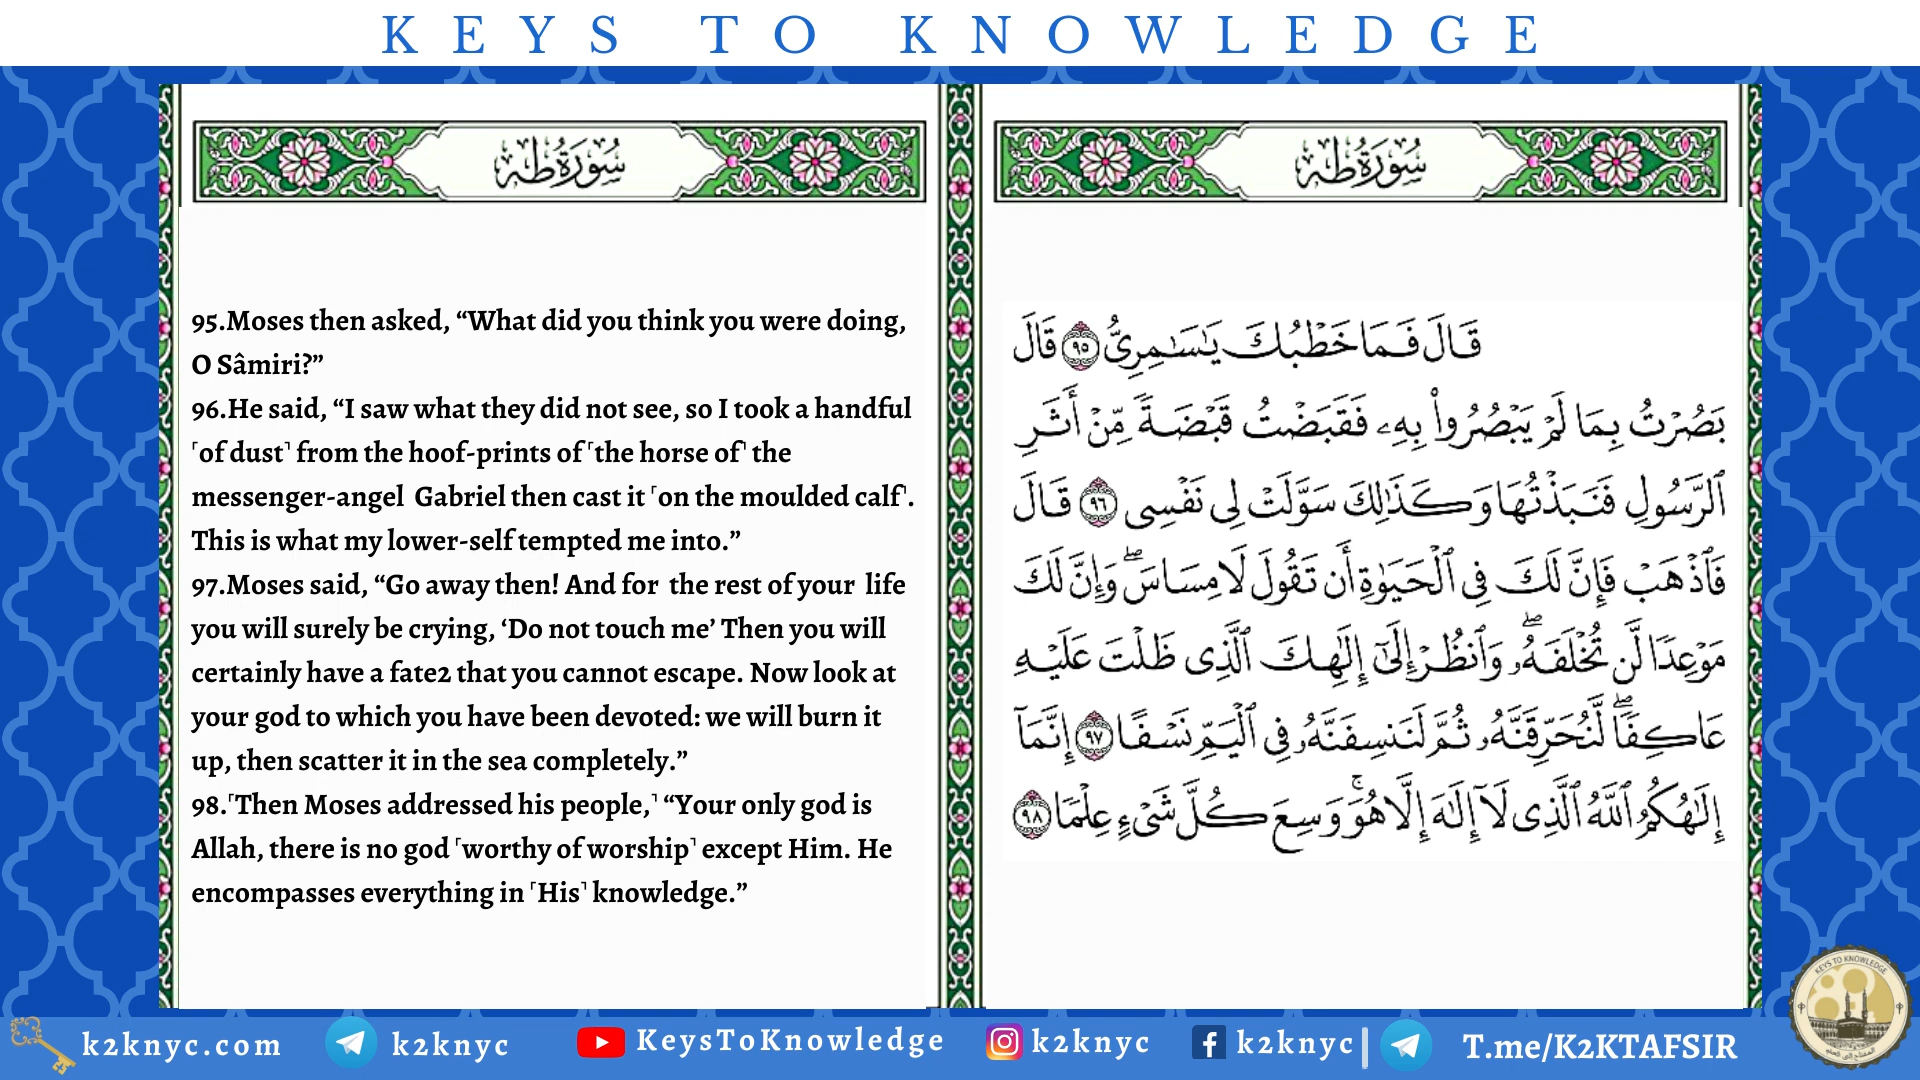 KEYS TO KNOWLEDGE
سُورَةُ طه
سُورَةُ طه
95.Moses then asked, “What did you think you were doing,
O Sâmiri?”
96.He said, “I saw what they did not see, so I took a handful
˹of dust˺ from the hoof-prints of ˹the horse of˺ the
messenger-angel Gabriel then cast it ˹on the moulded calf˺.
This is what my lower-self tempted me into.”
97.Moses said, “Go away then! And for the rest of your life
you will surely be crying, ‘Do not touch me’ Then you will
certainly have a fate2 that you cannot escape. Now look at
your god to which you have been devoted: we will burn it
up, then scatter it in the sea completely.”
98.˹Then Moses addressed his people,˺ “Your only god is
Allah, there is no god ˹worthy of worship˺ except Him. He
encompasses everything in ˹His˺ knowledge.”
قَالَ فَمَا خَطْبُكَ يَٰسَٰمِرِىُّ ٩٥ قَالَ
بَصُرْتُ بِمَا لَمْ يَبْصُرُوا۟ بِهِۦ فَقَبَضْتُ قَبْضَةً مِّنْ أَثَرِ
ٱلرَّسُولِ فَنَبَذْتُهَا وَكَذَٰلِكَ سَوَّلَتْ لِى نَفْسِى ٩٦ قَالَ
فَٱذْهَبْ فَإِنَّ لَكَ فِى ٱلْحَيَوٰةِ أَن تَقُولَ لَا مِسَاسَ ۖ وَإِنَّ لَكَ
مَوْعِدًا لَّن تُخْلَفَهُۥ ۖ وَٱنظُرْ إِلَىٰٓ إِلَٰهِكَ ٱلَّذِى ظَلْتَ عَلَيْهِ
عَاكِفًا ۖ لَّنُحَرِّقَنَّهُۥ ثُمَّ لَنَنسِفَنَّهُۥ فِى ٱلْيَمِّ نَسْفًا ٩٧ إِنَّمَآ
إِلَٰهُكُمُ ٱللَّهُ ٱلَّذِى لَآ إِلَٰهَ إِلَّا هُوَ ۚ وَسِعَ كُلَّ شَىْءٍ عِلْمًا ٩٨
KEYS TO KNOWLEDGE
k2knyc.com
k2knyc
KeysToKnowledge
k2knyc
k2knyc
T.me/K2KTAFSIR